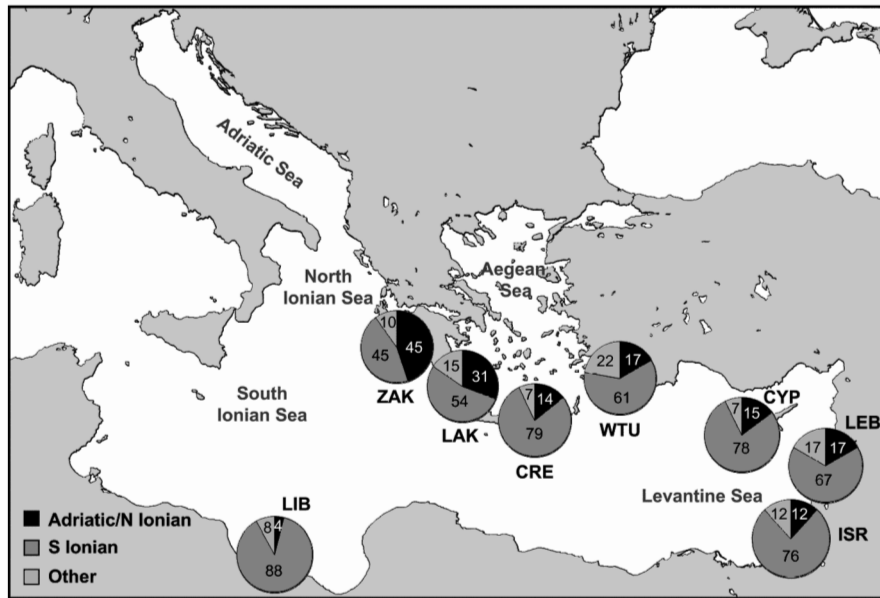 Adriatic Sea
North
Ionian Sea
Aegean
Sea
10
45
45
ZAK
15
31
54
LAK
7
14
79
CRE
22
17
61
WTU
CYP
7
15
78
LEB
17
17
67
South
Ionian Sea
Levantine Sea
12
12
76
ISR
LIB
8
4
88
Adriatic/N Ionian
S Ionian
Other